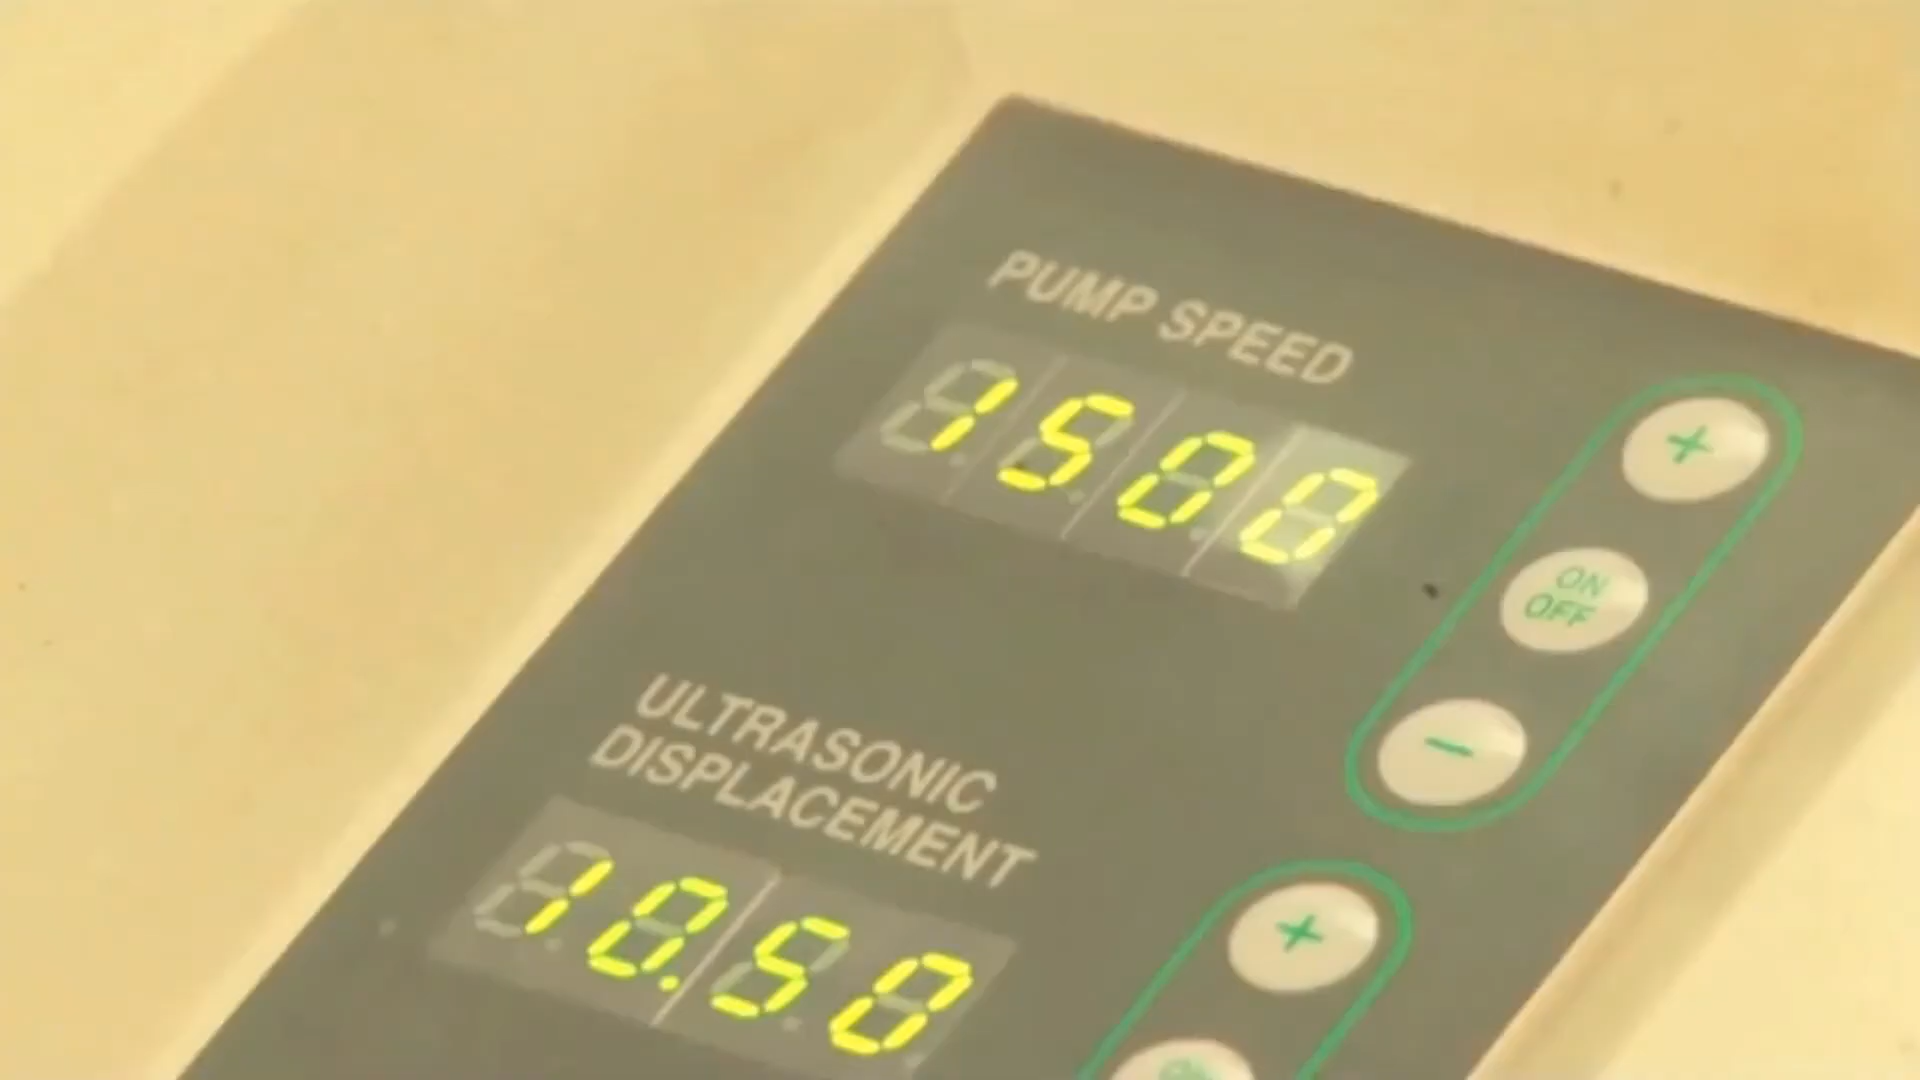 PUMP SPEED
1500
+
ON
OFF
−
ULTRASONIC
DISPLACEMENT
10.50
+